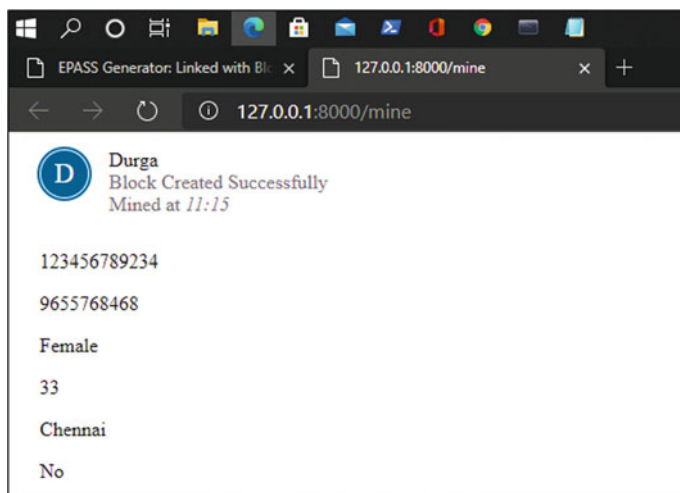 EPASS Generator: Linked with Blc
127.0.0.1:8000/mine
127.0.0.1:8000/mine
D
Durga
Block Created Successfully
Mined at 11:15
123456789234
9655768468
Female
33
Chennai
No